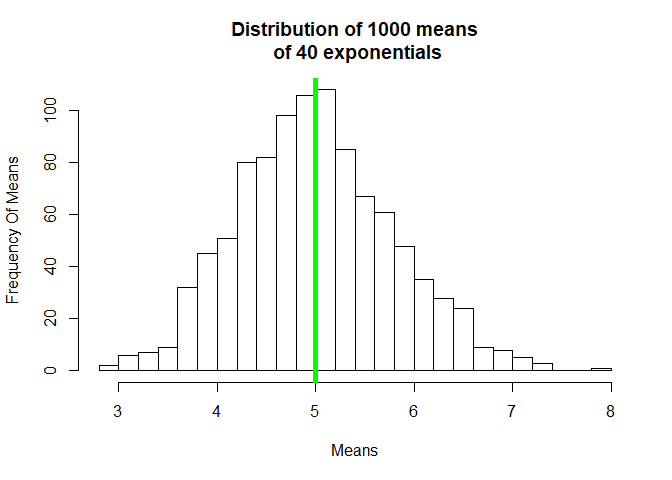 Distribution of 1000 means
of 40 exponentials
Frequency Of Means
100
80
60
40
20
0
3 4 5 6 7 8
Means